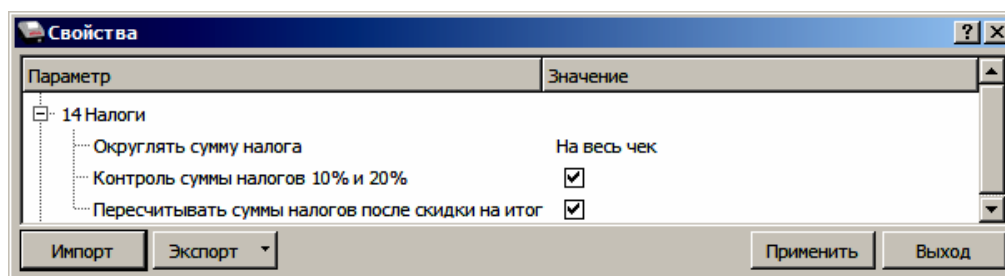 Свойства
Параметр Значение
14 Налоги
Округлять сумму налога На весь чек
Контроль суммы налогов 10% и 20%
Пересчитывать суммы налогов после скидки на итог
Импорт Экспорт Применить Выход